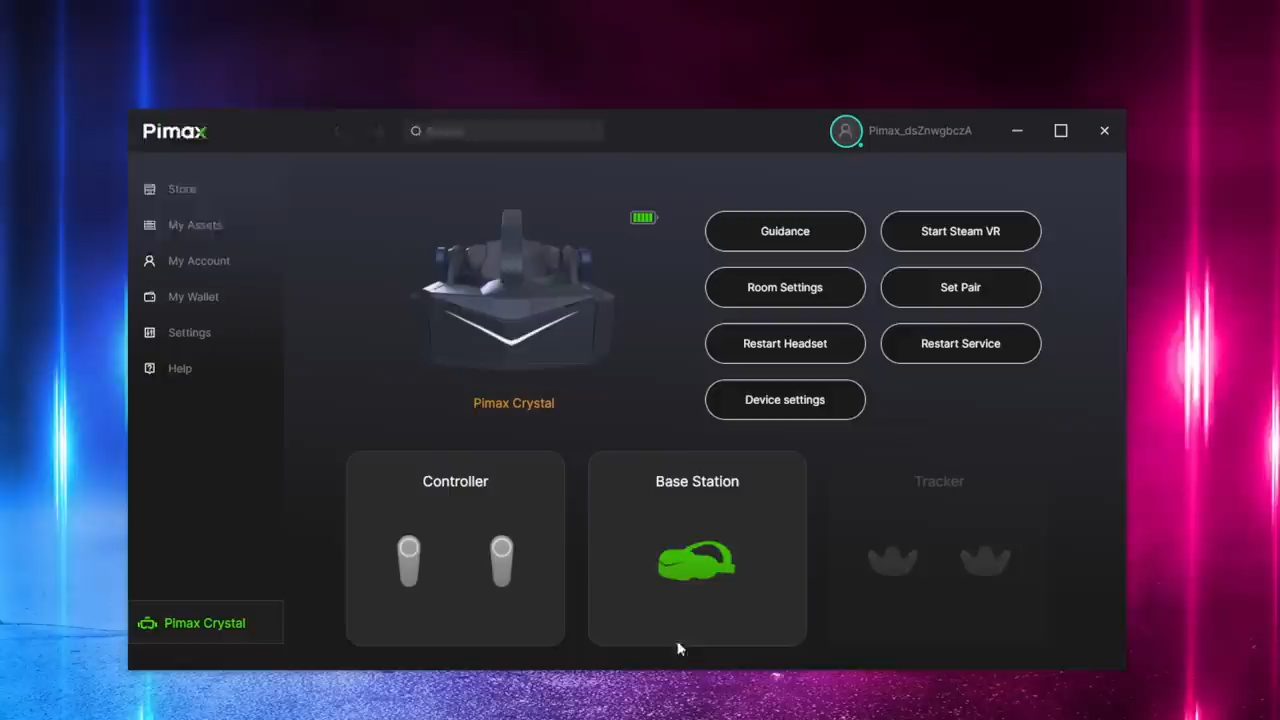 Pimax
Pimax_dsZnwgbczA
Store
My Assets
My Account
My Wallet
Settings
Help
Pimax Crystal
Guidance
Start Steam VR
Room Settings
Set Pair
Restart Headset
Restart Service
Device settings
Pimax Crystal
Controller
Base Station
Tracker